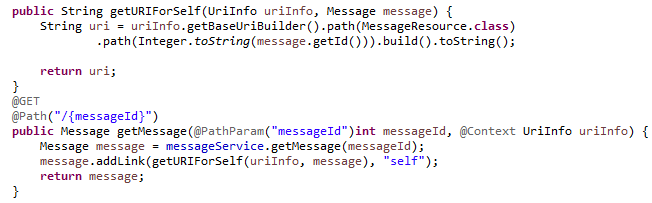 public String getURIForSelf(UriInfo uriInfo, Message message) {
String uri = uriInfo.getBaseUriBuilder().path(MessageResource.class)
.path(Integer.toString(message.getId())).build().toString();
return uri;
}
@GET
@Path("/{messageId}")
public Message getMessage(@PathParam("messageId")int messageId, @Context UriInfo uriInfo) {
Message message = messageService.getMessage(messageId);
message.addLink(getURIForSelf(uriInfo, message), "self");
return message;
}